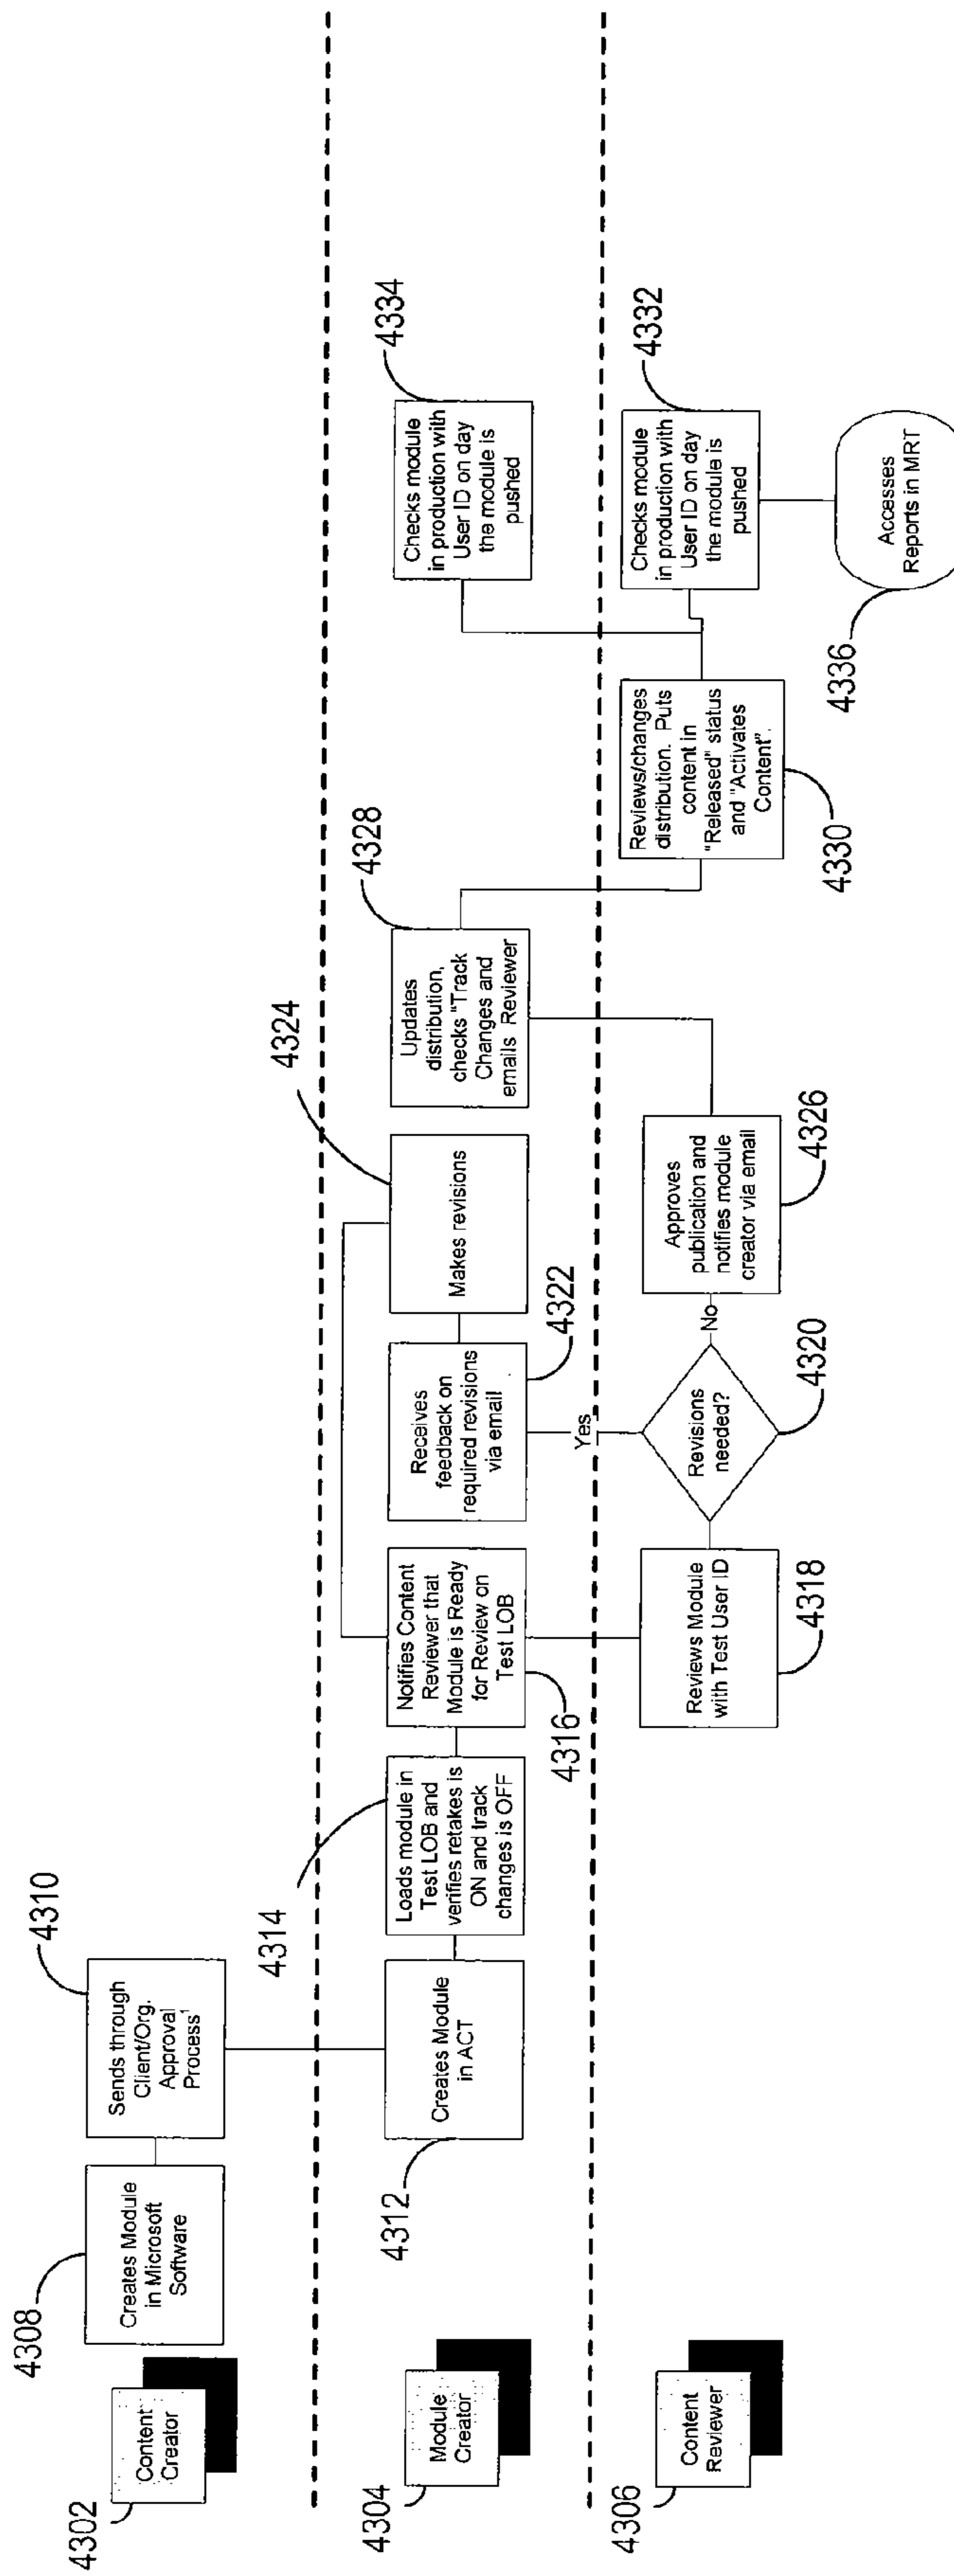 4302
Content
Creator
4308
Creates Module
in Microsoft
Software
4310
Sends through
Client/Org.
Approval
Process1
4304
Module
Creator
4312
Creates Module
in ACT
4314
Loads module in
Test LOB and
verifies retakes is
ON and track
changes is OFF
Notifies Content
Reviewer that
Module is Ready
for Review on
Test LOB
4316
Receives
feedback on
required revisions
via email
4322
Makes revisions
4324
Updates
distribution,
checks "Track
Changes and
emails Reviewer
4328
Checks module
in production with
User ID on day
the module is
pushed
4334
4306
Content
Reviewer
Reviews Module
with Test User ID
4318
Yes
Revisions
needed?
4320
No
Approves
publication and
notifies module
creator via email
4326
Reviews/changes
distribution. Puts
content in
"Released" status
and "Activates
Content".
4330
Checks module
in production with
User ID on day
the module is
pushed
4332
Accesses
Reports in MRT
4336